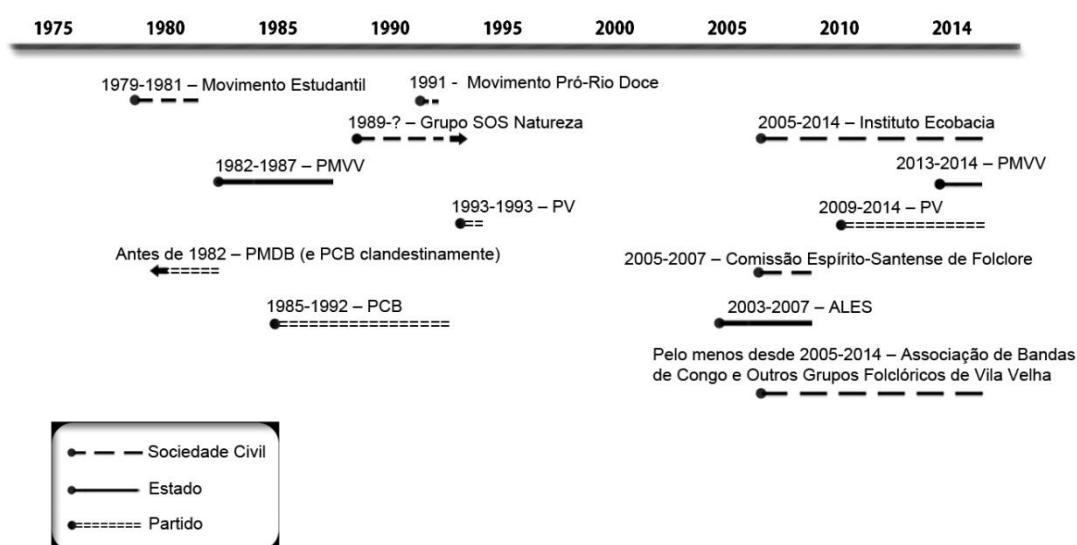 1975 1980 1985 1990 1995 2000 2005 2010 2014
1979-1981 – Movimento Estudantil
1991 - Movimento Pró-Rio Doce
1989-? – Grupo SOS Natureza
2005-2014 – Instituto Ecobacia
1982-1987 – PMVV
2013-2014 – PMVV
1993-1993 – PV
2009-2014 – PV
Antes de 1982 – PMDB (e PCB clandestinamente)
2005-2007 – Comissão Espírito-Santense de Folclore
1985-1992 – PCB
2003-2007 – ALES
Pelo menos desde 2005-2014 – Associação de Bandas
de Congo e Outros Grupos Folclóricos de Vila Velha
Sociedade Civil
Estado
Partido